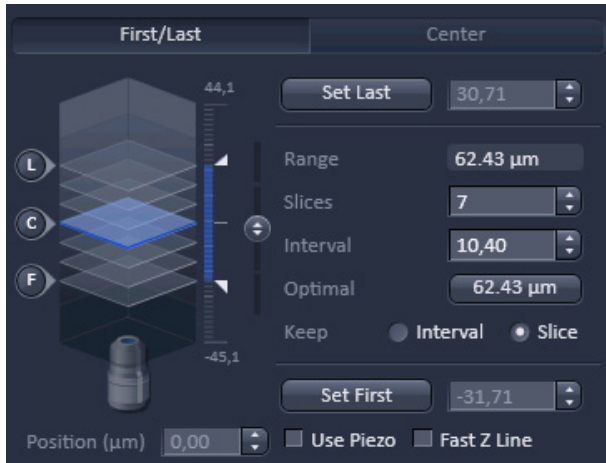 First/Last Center
44,1
Set Last 30,71
L
Range 62.43 µm
Slices 7
C
Interval 10,40
F
Optimal 62.43 µm
Keep Interval Slice
-45,1
Set First -31,71
Position (µm) 0,00 Use Piezo Fast Z Line